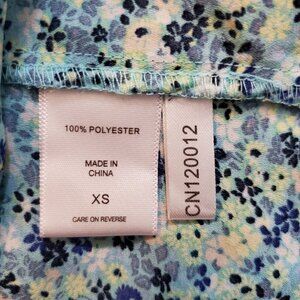 100% POLYESTER
MADE IN
CHINA
XS
CARE ON REVERSE
CN120012